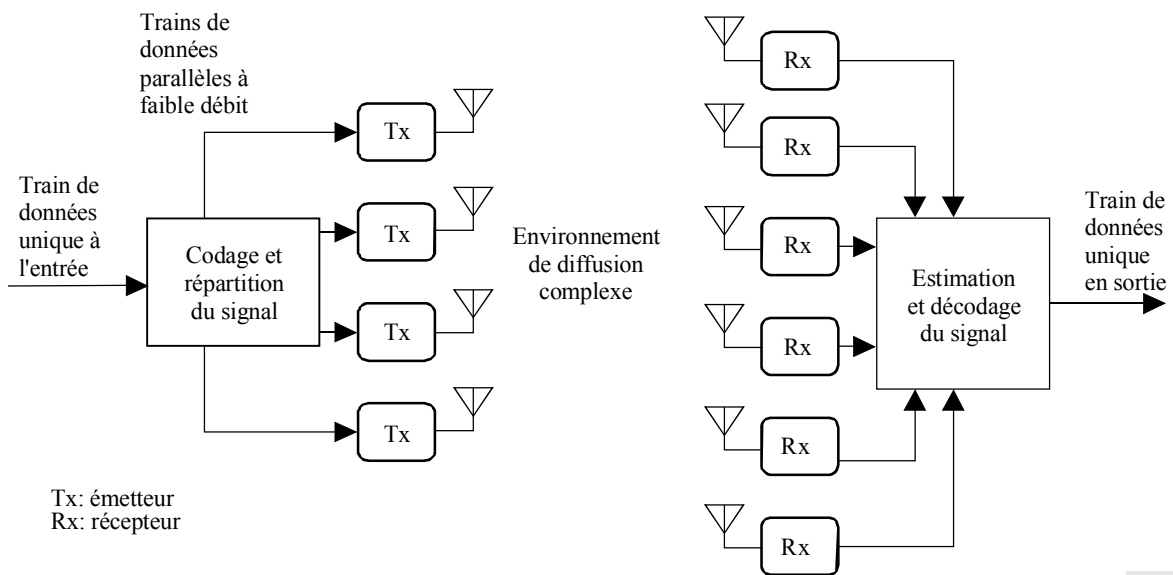 Trains de
données
parallèles à
faible débit
Train de
données
unique à
l'entrée
Codage et
répartition
du signal
Tx
Tx
Tx
Tx
Environnement
de diffusion
complexe
Rx
Rx
Rx
Rx
Rx
Rx
Estimation
et décodage
du signal
Train de
données
unique
en sortie
Tx: émetteur
Rx: récepteur